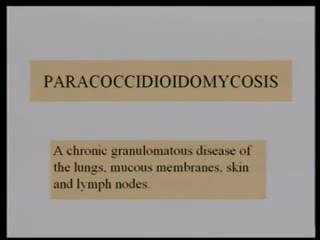 PARACOCCIDIOIDOMYCOSIS
A chronic granulomatous disease of
the lungs, mucous membranes, skin
and lymph nodes.